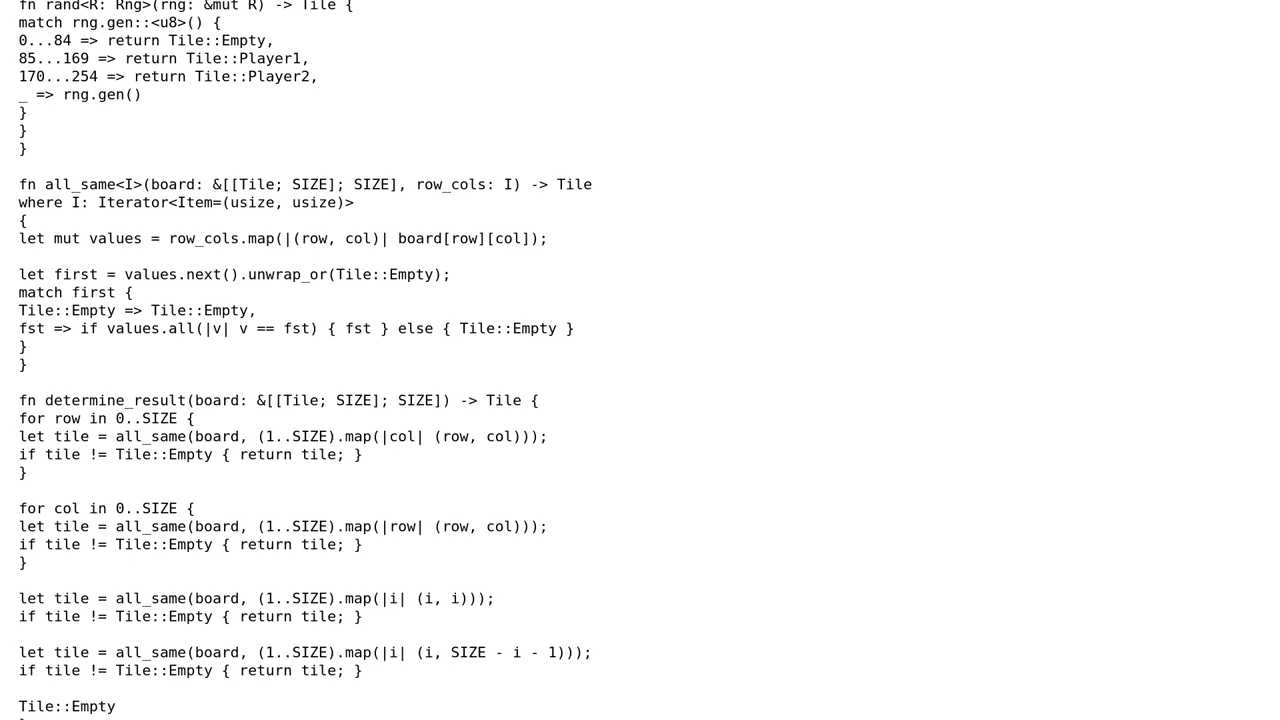 fn rand<R: Rng>(rng: &mut R) -> Tile {
match rng.gen::<u8>() {
0...84 => return Tile::Empty,
85...169 => return Tile::Player1,
170...254 => return Tile::Player2,
_ => rng.gen()
}
}
}

fn all_same<I>(board: &[[Tile; SIZE]; SIZE], row_cols: I) -> Tile
where I: Iterator<Item=(usize, usize)>
{
let mut values = row_cols.map(|(row, col)| board[row][col]);

let first = values.next().unwrap_or(Tile::Empty);
match first {
Tile::Empty => Tile::Empty,
fst => if values.all(|v| v == fst) { fst } else { Tile::Empty }
}
}

fn determine_result(board: &[[Tile; SIZE]; SIZE]) -> Tile {
for row in 0..SIZE {
let tile = all_same(board, (1..SIZE).map(|col| (row, col)));
if tile != Tile::Empty { return tile; }
}

for col in 0..SIZE {
let tile = all_same(board, (1..SIZE).map(|row| (row, col)));
if tile != Tile::Empty { return tile; }
}

let tile = all_same(board, (1..SIZE).map(|i| (i, i)));
if tile != Tile::Empty { return tile; }

let tile = all_same(board, (1..SIZE).map(|i| (i, SIZE - i - 1)));
if tile != Tile::Empty { return tile; }

Tile::Empty